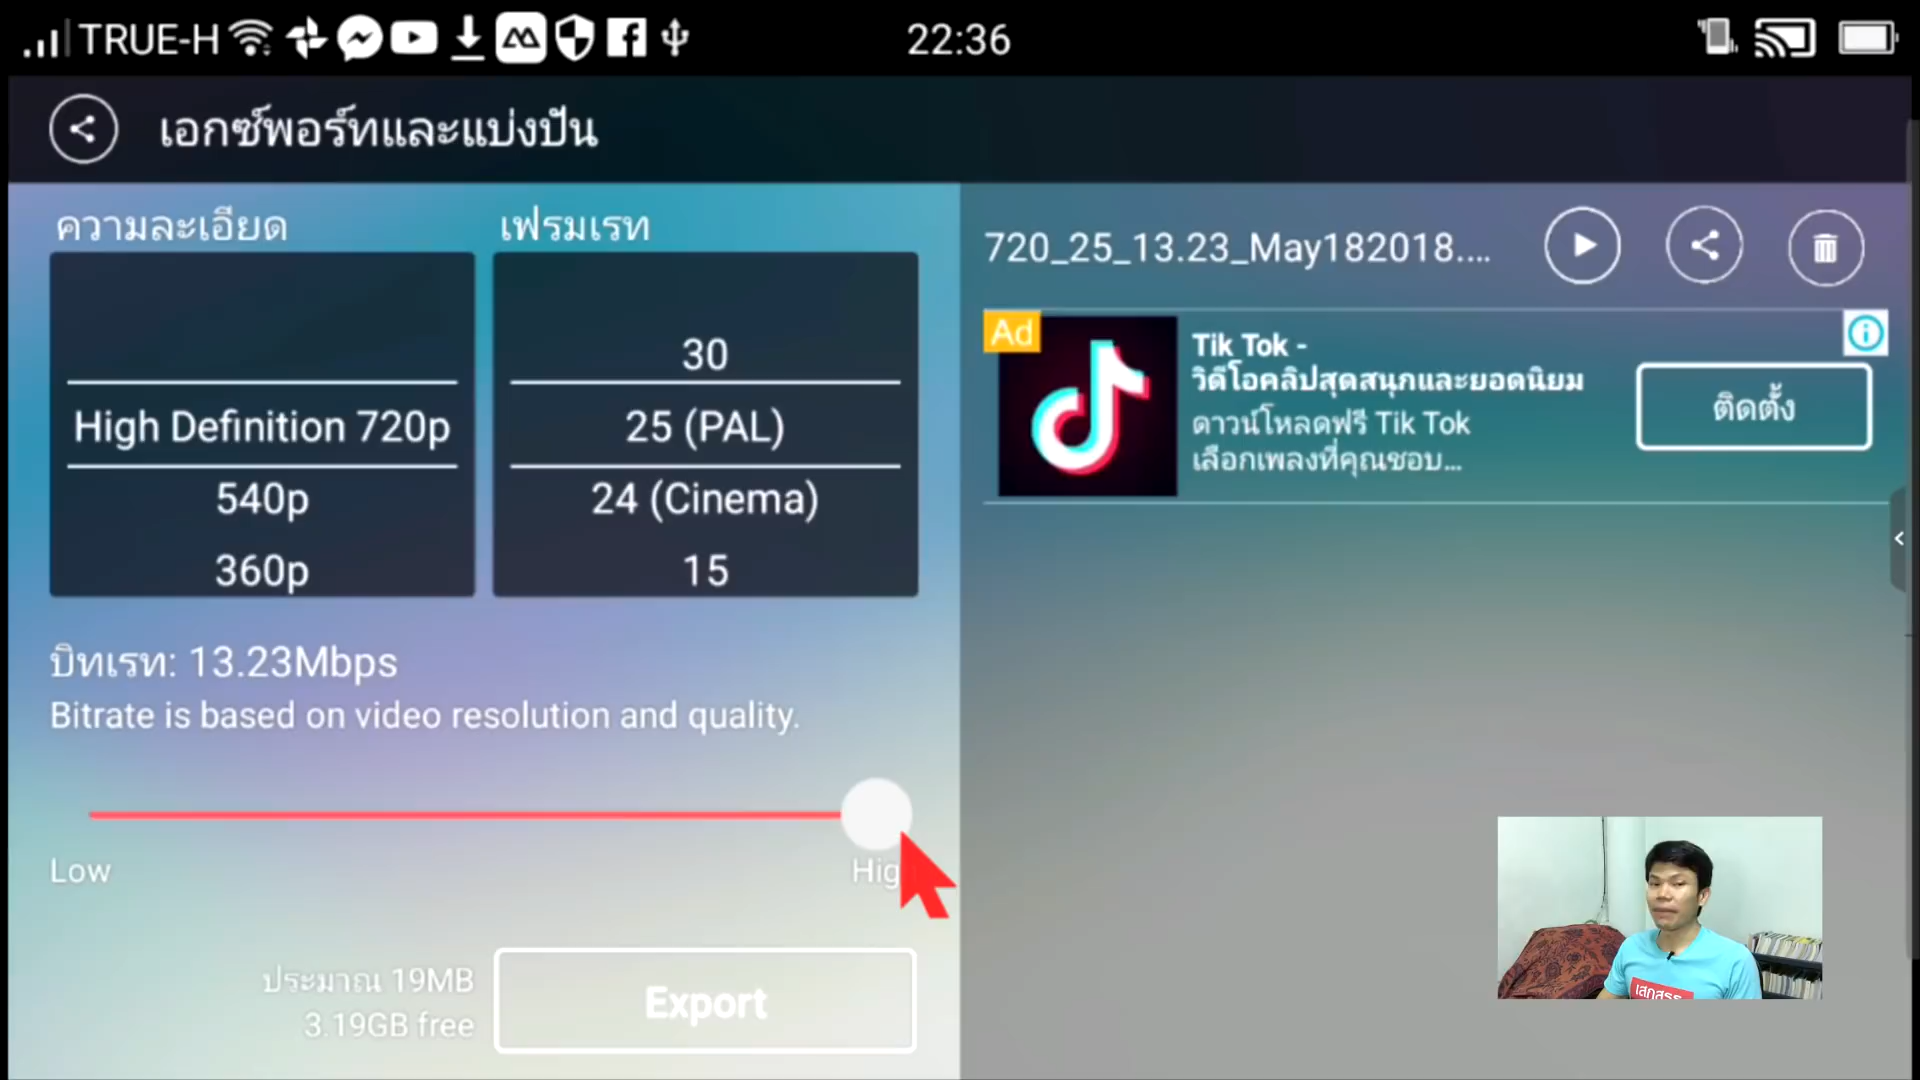 TRUE-H
22:36
เอกซ์พอร์ทและแบ่งปัน
ความละเอียด
เฟรมเรท
High Definition 720p
540p
360p
30
25 (PAL)
24 (Cinema)
15
บิทเรท: 13.23Mbps
Bitrate is based on video resolution and quality.
Low
Hig
ประมาณ 19MB
3.19GB free
Export
720_25_13.23_May182018....
Ad
Tik Tok -
วิดีโอคลิปสุดสนุกและยอดนิยม
ดาวน์โหลดฟรี Tik Tok
เลือกเพลงที่คุณชอบ...
ติดตั้ง